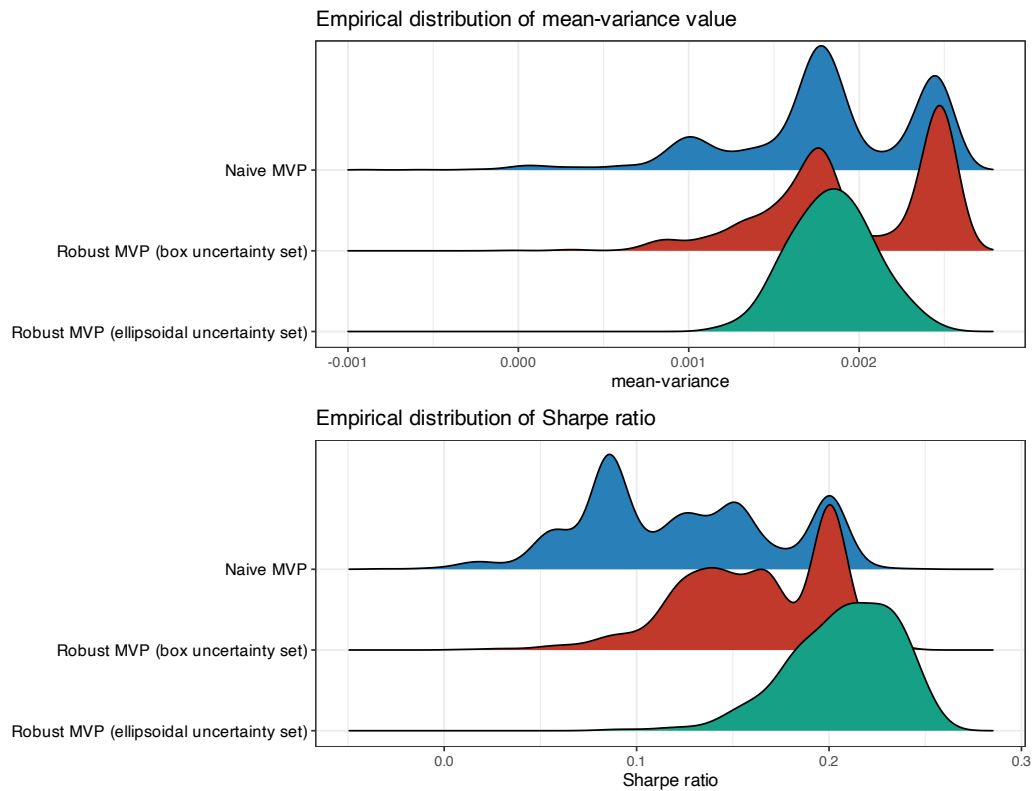 Empirical distribution of mean-variance value
Naive MVP
Robust MVP (box uncertainty set)
Robust MVP (ellipsoidal uncertainty set)
-0.001 0.000 0.001 0.002
mean-variance
Empirical distribution of Sharpe ratio
Naive MVP
Robust MVP (box uncertainty set)
Robust MVP (ellipsoidal uncertainty set)
0.0 0.1 0.2 0.3
Sharpe ratio